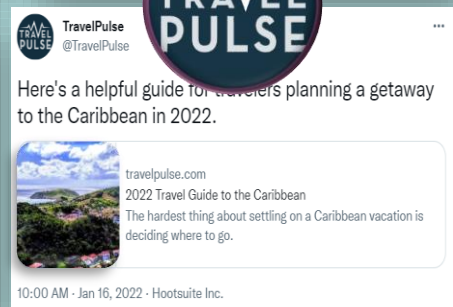 TRAVEL
PULSE
TRAVEL
PULSE
TravelPulse
@TravelPulse
Here's a helpful guide for travelers planning a getaway
to the Caribbean in 2022.
travelpulse.com
2022 Travel Guide to the Caribbean
The hardest thing about settling on a Caribbean vacation is
deciding where to go.
10:00 AM · Jan 16, 2022 · Hootsuite Inc.